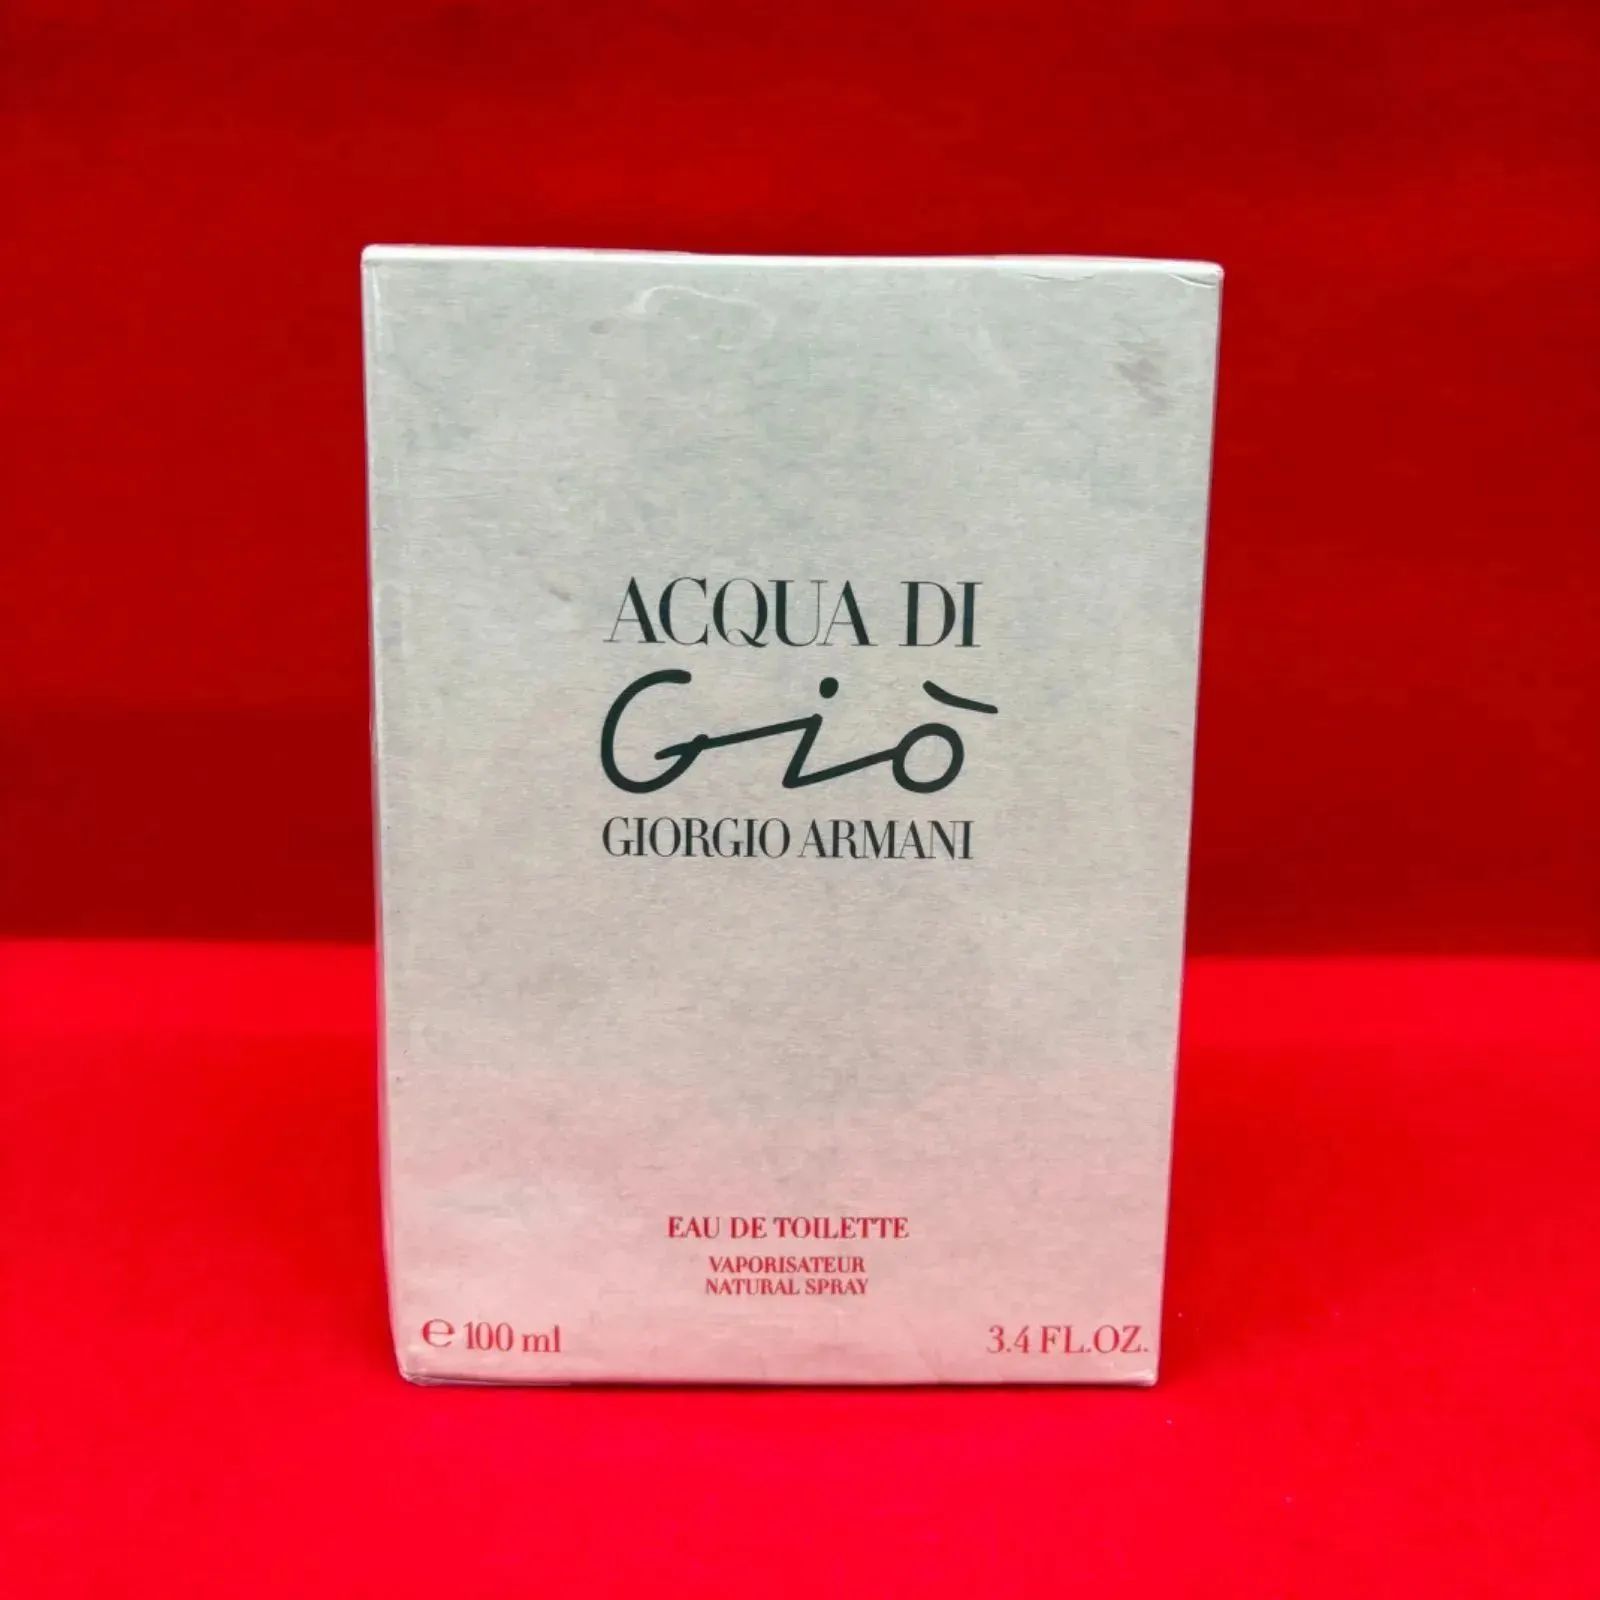 ACQUA DI
Giò
GIORGIO ARMANI
EAU DE TOILETTE
VAPORISATEUR
NATURAL SPRAY
℮ 100 ml
3.4 FL.OZ.